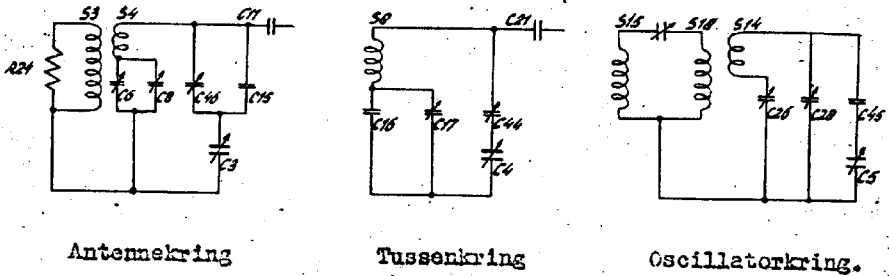 S3 S4 C11
R24
C6 C8 C46 C15
C3
Antennekring
S8 C21
C16 C17 C44
C4
Tussenkring
S15 S18 S14
C26 C28 C45
C5
Oscillatorkring.